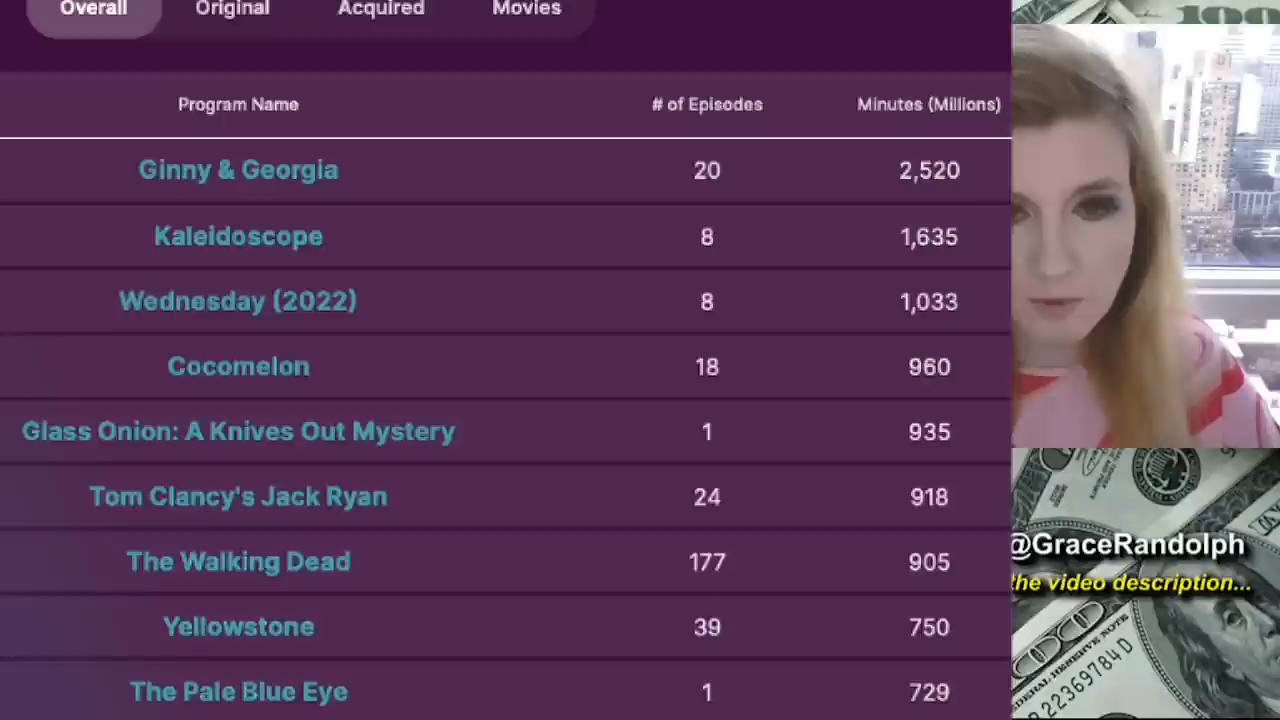 Overall Original Acquired Movies
Program Name # of Episodes Minutes (Millions)
Ginny & Georgia 20 2,520
Kaleidoscope 8 1,635
Wednesday (2022) 8 1,033
Cocomelon 18 960
Glass Onion: A Knives Out Mystery 1 935
Tom Clancy's Jack Ryan 24 918
The Walking Dead 177 905
Yellowstone 39 750
The Pale Blue Eye 1 729
100
@GraceRandolph
the video description...